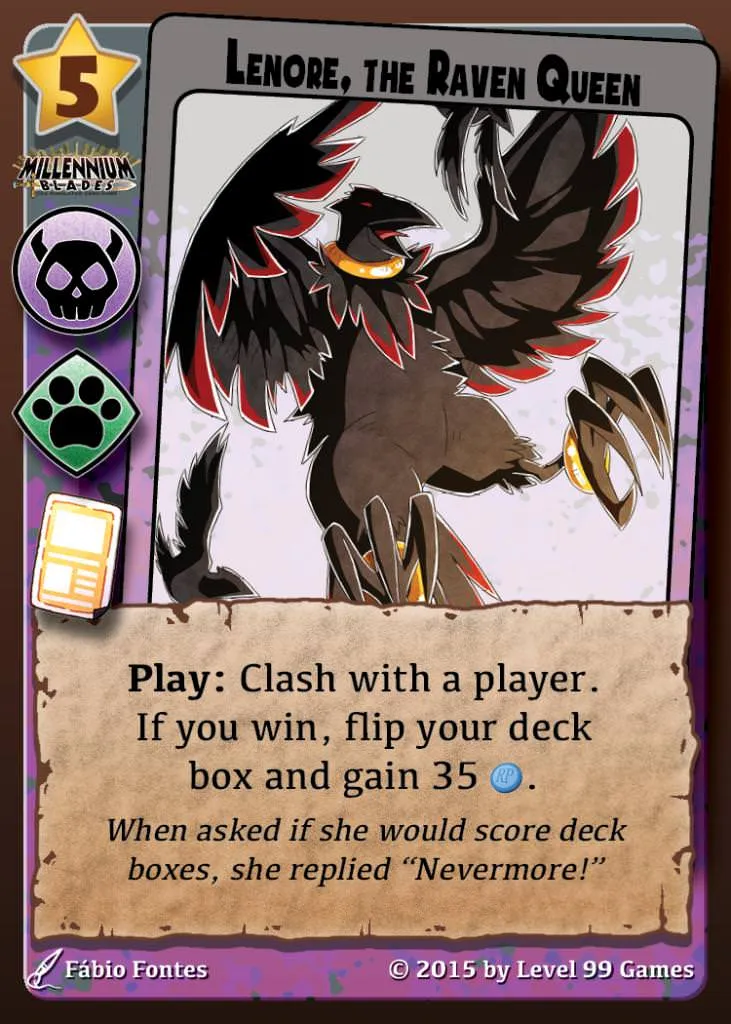 5
Lenore, the Raven Queen
MILLENNIUM
BLADES
Play: Clash with a player.
If you win, flip your deck
box and gain 35 RP.
When asked if she would score deck
boxes, she replied “Nevermore!”
Fábio Fontes
© 2015 by Level 99 Games